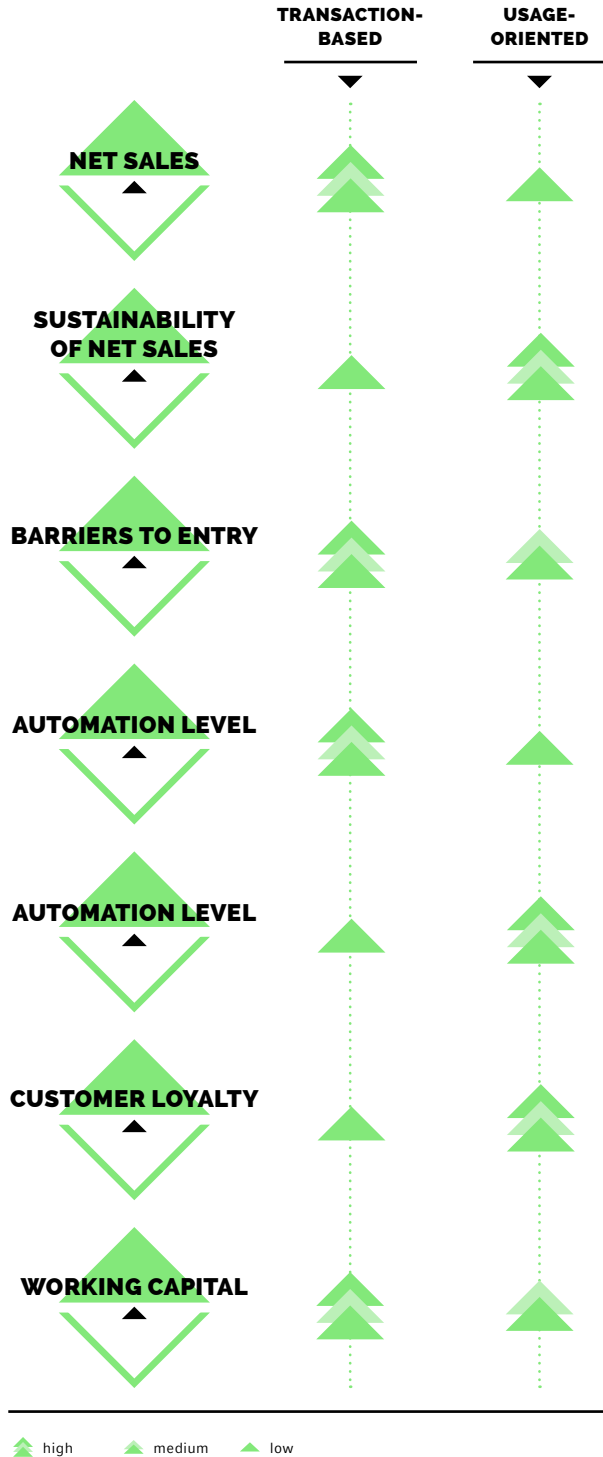 TRANSACTION-
BASED
USAGE-
ORIENTED
NET SALES
SUSTAINABILITY
OF NET SALES
BARRIERS TO ENTRY
AUTOMATION LEVEL
AUTOMATION LEVEL
CUSTOMER LOYALTY
WORKING CAPITAL
high medium low